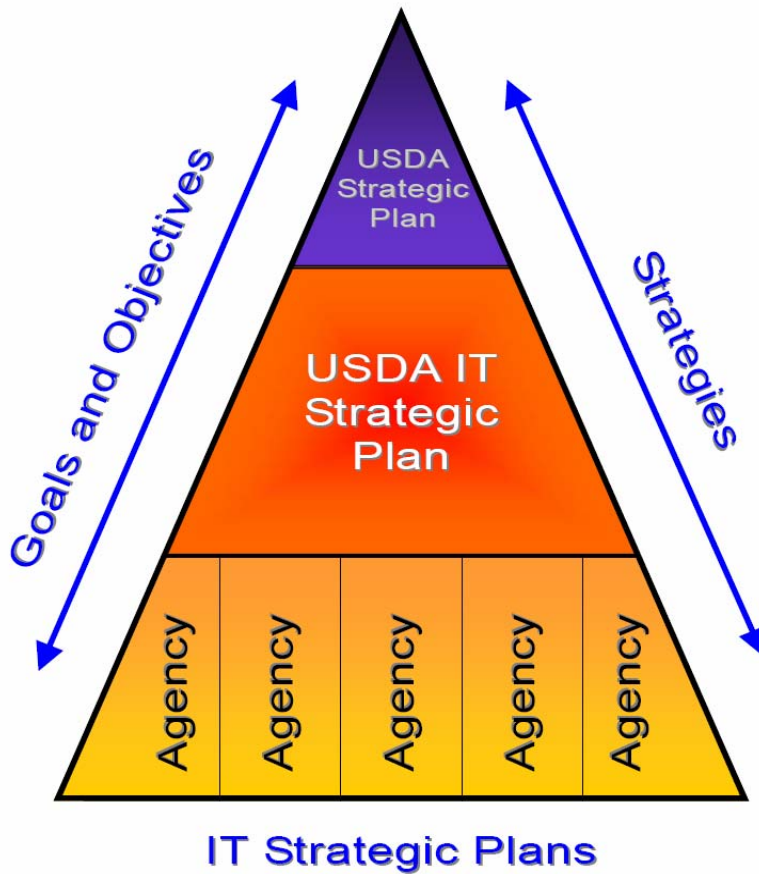 USDA
Strategic
Plan
Goals and Objectives
Strategies
USDA IT
Strategic
Plan
Agency
Agency
Agency
Agency
Agency
IT Strategic Plans